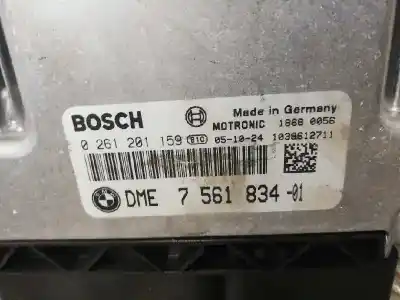 BOSCH Made in Germany
MOTRONIC 1868 0056
0 261 201 159 BIC 05-10-24 1038612711
DME 7 561 834-01